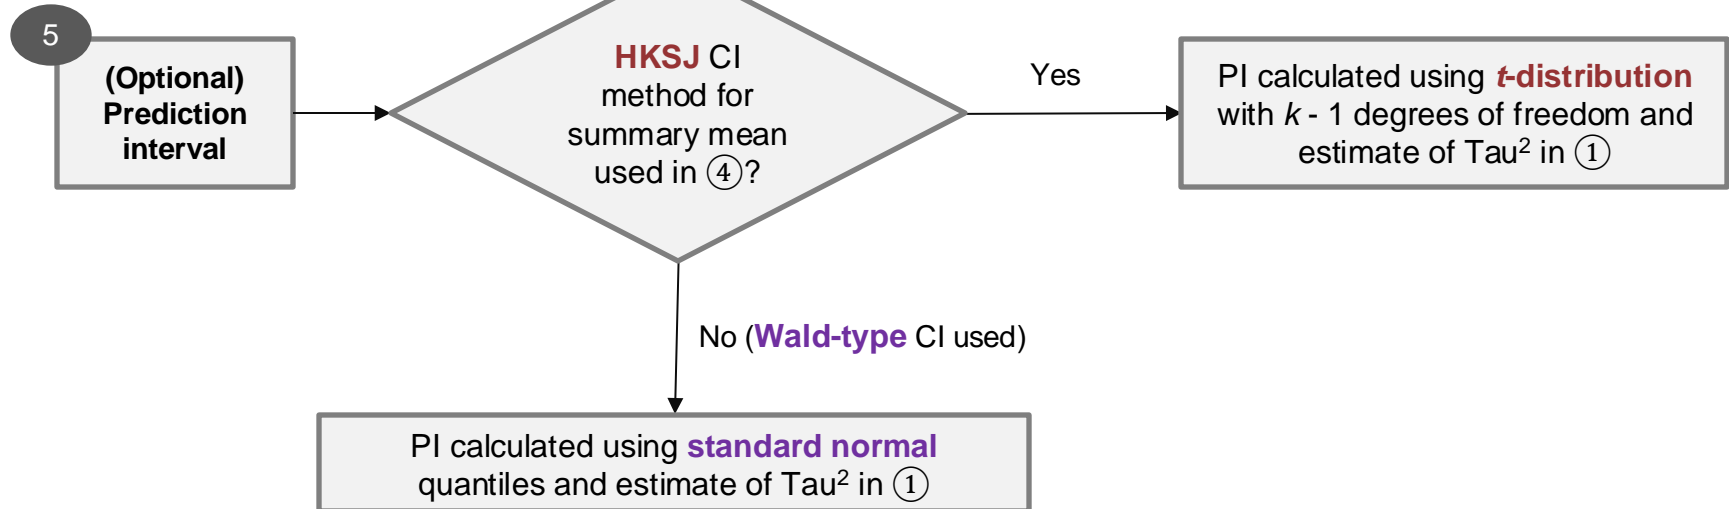 5
(Optional)
Prediction
interval
HKSJ CI
method for
summary mean
used in ④?
Yes
PI calculated using t-distribution
with k - 1 degrees of freedom and
estimate of Tau² in ①
No (Wald-type CI used)
PI calculated using standard normal
quantiles and estimate of Tau² in ①